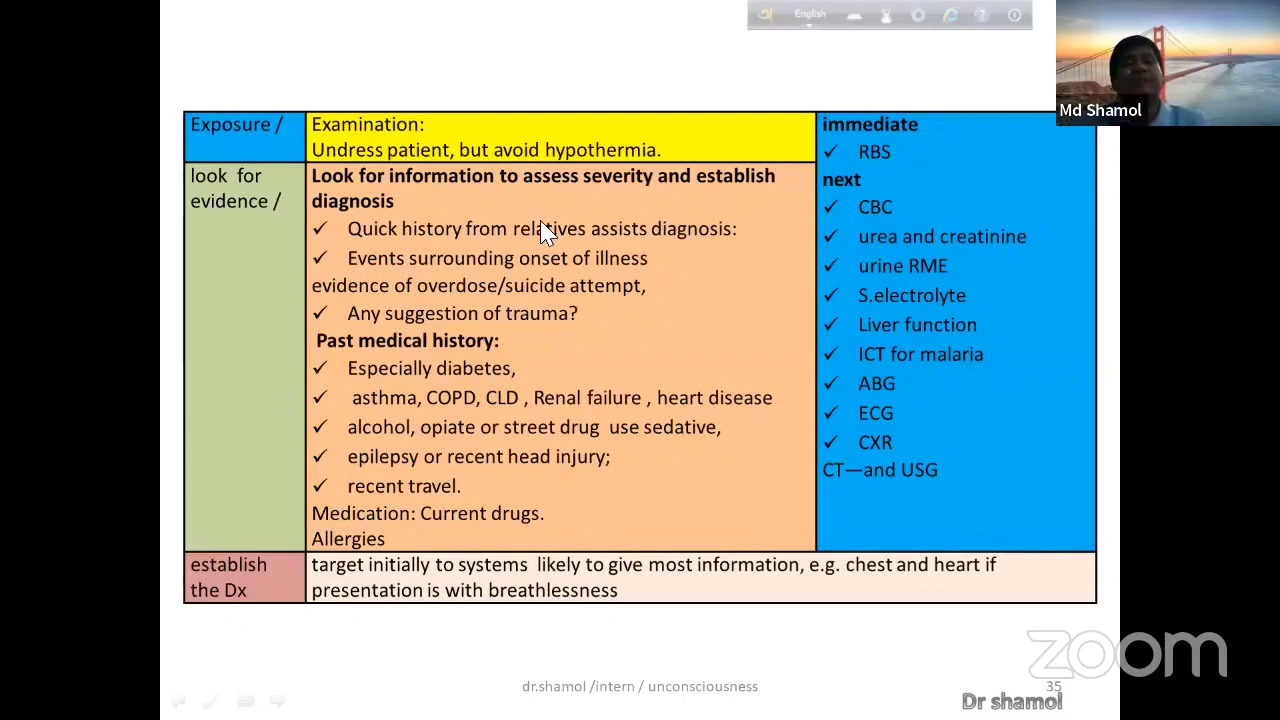 English
Md Shamol
Exposure /
Examination:
Undress patient, but avoid hypothermia.
look for
evidence /
Look for information to assess severity and establish
diagnosis
✓ Quick history from relatives assists diagnosis:
✓ Events surrounding onset of illness
evidence of overdose/suicide attempt,
✓ Any suggestion of trauma?
Past medical history:
✓ Especially diabetes,
✓ asthma, COPD, CLD , Renal failure , heart disease
✓ alcohol, opiate or street drug use sedative,
✓ epilepsy or recent head injury;
✓ recent travel.
Medication: Current drugs.
Allergies
immediate
✓ RBS
next
✓ CBC
✓ urea and creatinine
✓ urine RME
✓ S.electrolyte
✓ Liver function
✓ ICT for malaria
✓ ABG
✓ ECG
✓ CXR
CT—and USG
establish
the Dx
target initially to systems likely to give most information, e.g. chest and heart if
presentation is with breathlessness
zoom
dr.shamol /intern / unconsciousness
35
Dr shamol